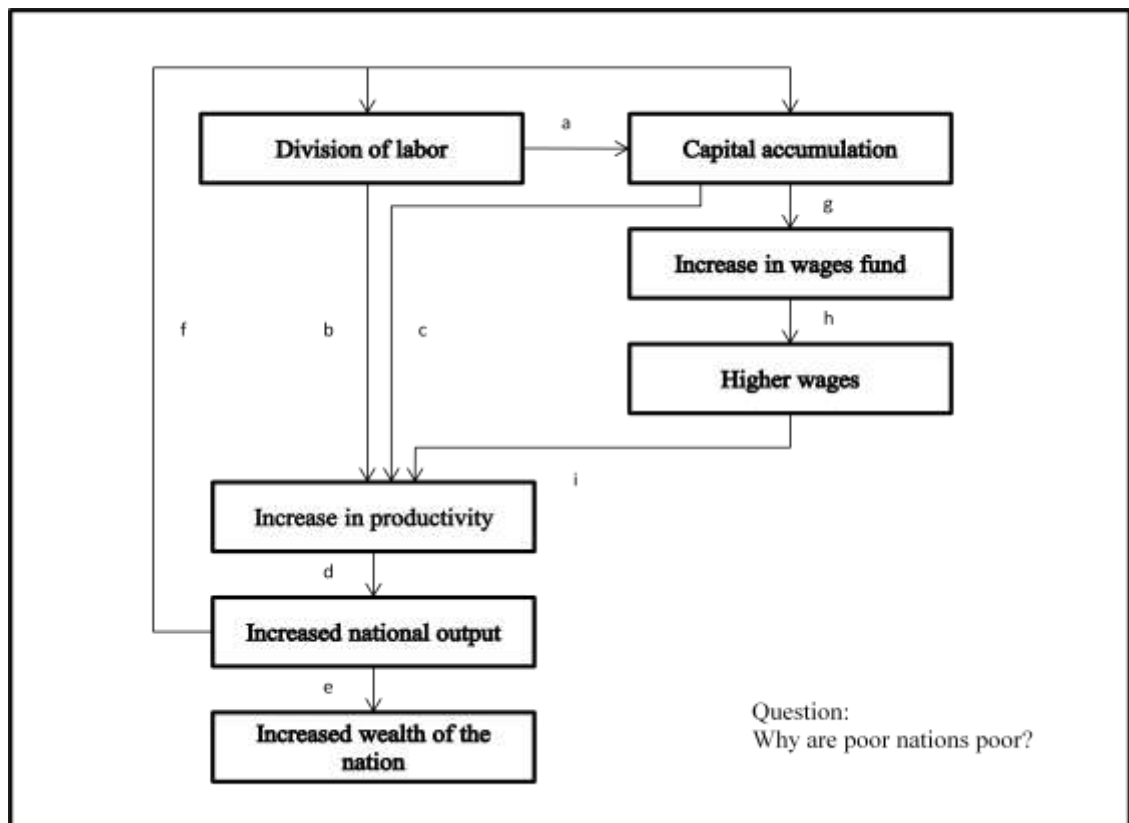 Division of labor
a
Capital accumulation
g
Increase in wages fund
h
Higher wages
f
b
c
i
Increase in productivity
d
Increased national output
e
Increased wealth of the
nation
Question:
Why are poor nations poor?